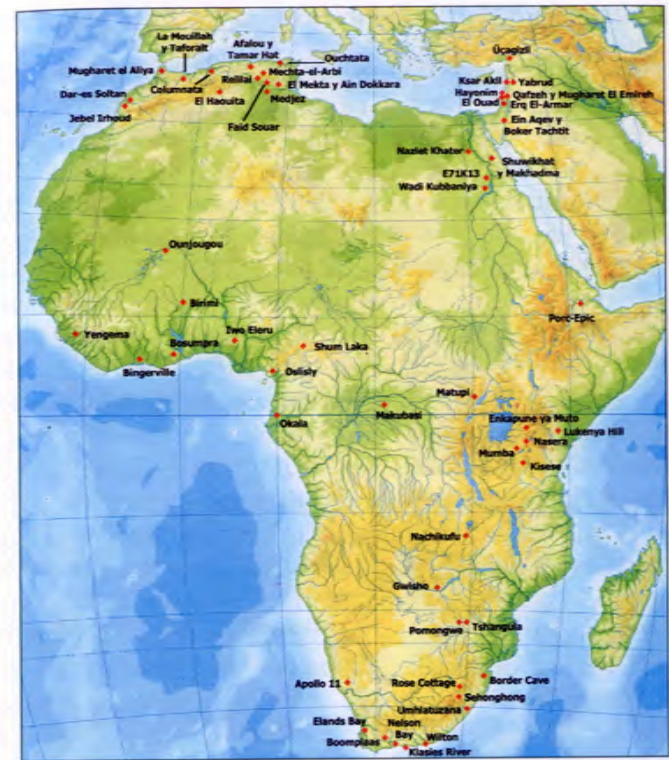 La Mouillah
y Taforalt
Afalou y
Tamar Hat
Ouchtata
Mugharet el Aliya
Relilai
Mechta-el-Arbi
Columnata
El Mekta y Ain Dokkara
Dar-es Soltan
El Haouita
Medjez
Jebel Irhoud
Faid Souar
Üçagizli
Ksar Akil
Yabrud
Hayonim
Qafzeh y Mugharet El Emireh
El Ouad
Erq El-Armar
Ein Aqev y
Boker Tachtit
Nazlet Khater
Shuwikhat
y Makhadma
E71K13
Wadi Kubbaniya
Ounjougou
Birimi
Porc-Epic
Yengema
Iwo Eleru
Bosumpra
Shum Laka
Bingerville
Oslisly
Matupi
Makubasi
Okala
Enkapune ya Muto
Lukenya Hill
Nasera
Mumba
Kisese
Nachikufu
Gwisho
Pomongwe
Tshangula
Apollo 11
Rose Cottage
Border Cave
Sehonghong
Umhlatuzana
Elands Bay
Nelson
Bay
Boomplaas
Wilton
Klasies River